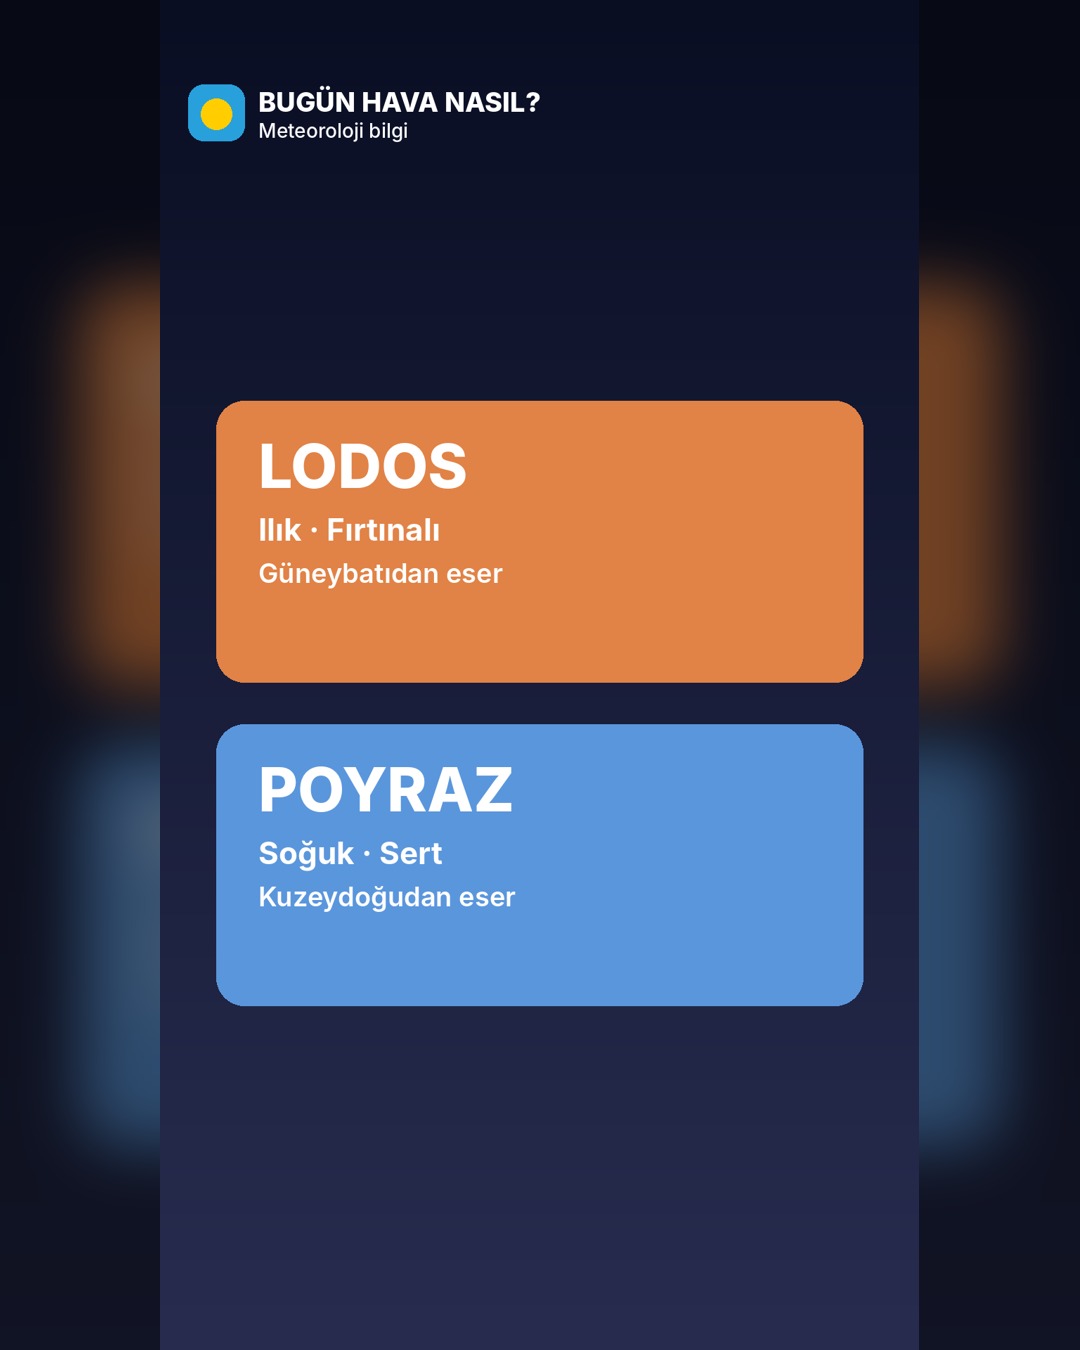 BUGÜN HAVA NASIL?
Meteoroloji bilgi
LODOS
Ilık · Fırtınalı
Güneybatıdan eser
POYRAZ
Soğuk · Sert
Kuzeydoğudan eser